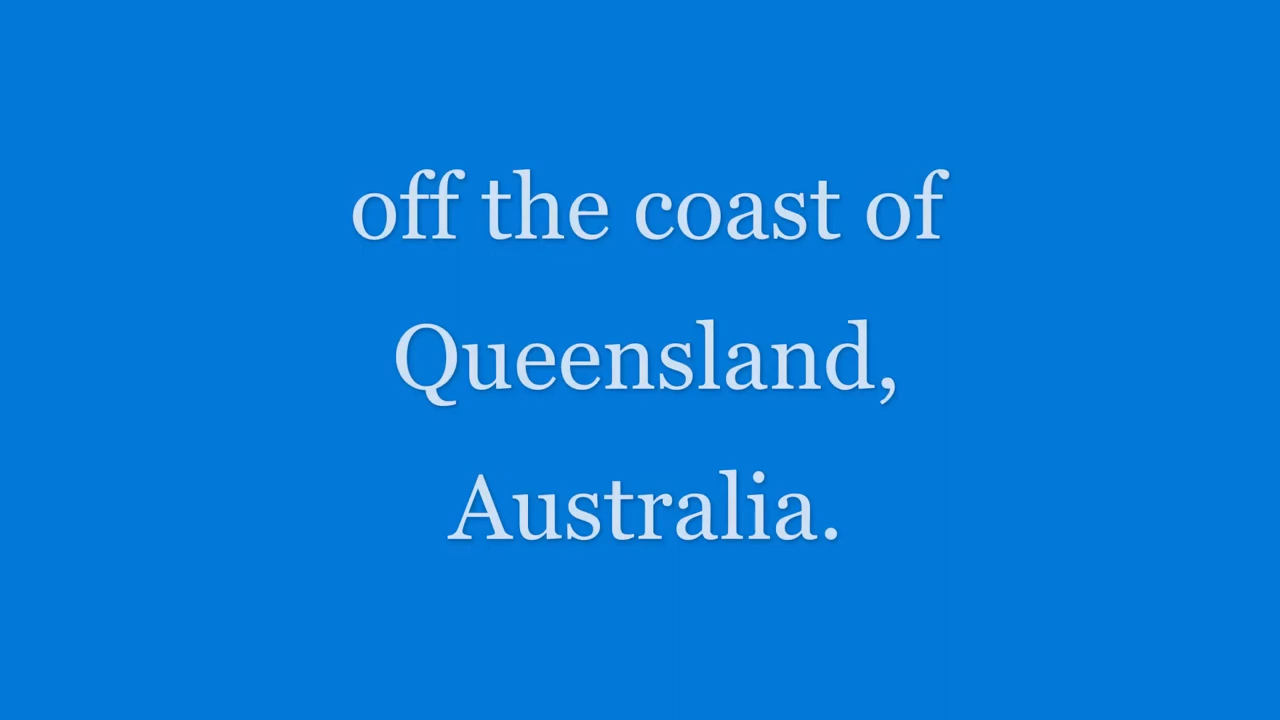 off the coast of
Queensland,
Australia.